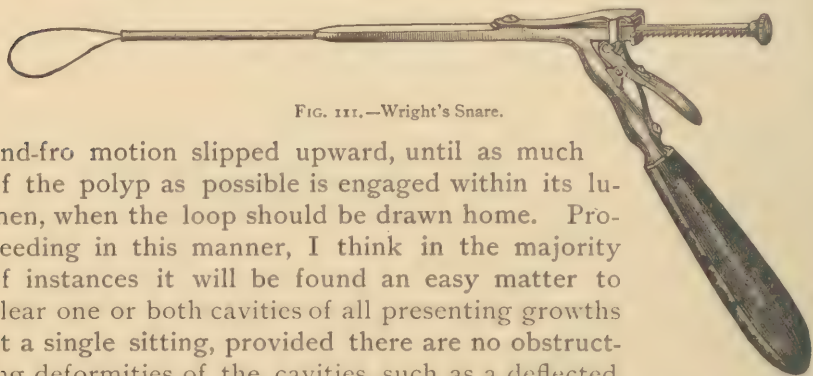 FIG. 111.—Wright's Snare.
nd-fro motion slipped upward, until as much
f the polyp as possible is engaged within its lu-
nen, when the loop should be drawn home. Pro-
eeding in this manner, I think in the majority
f instances it will be found an easy matter to
lear one or both cavities of all presenting growths
t a single sitting, provided there are no obstruct-
ng deformities of the cavities, such as a deflected